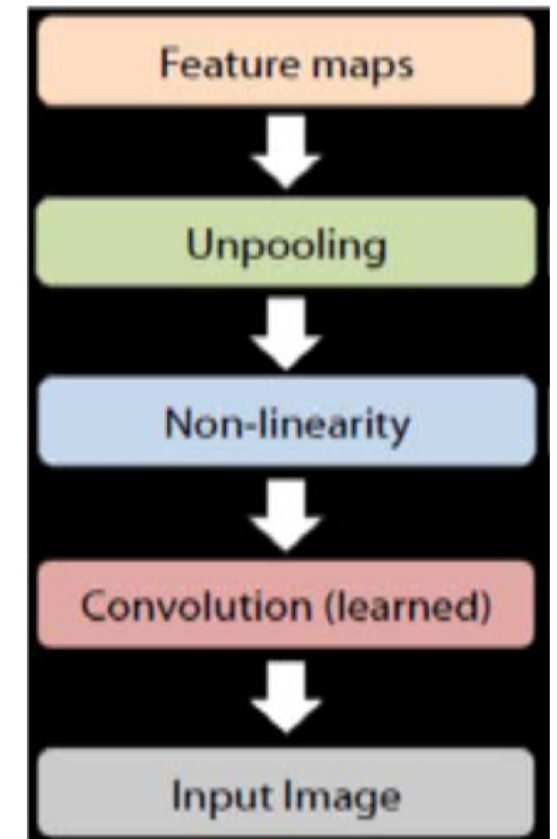 Feature maps
Unpooling
Non-linearity
Convolution (learned)
Input Image